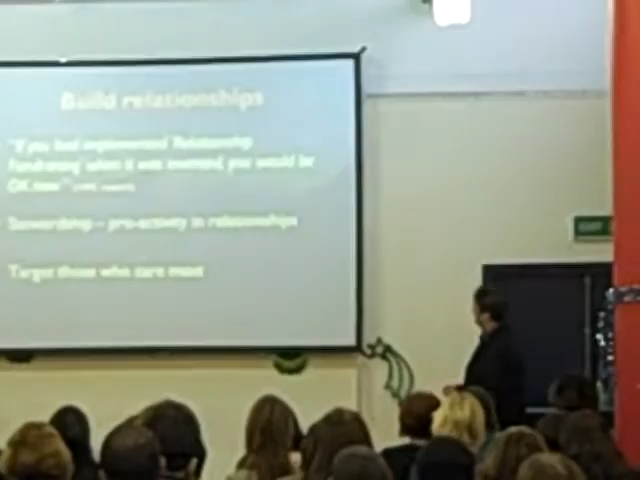 Build relationships
"If you had implemented 'Relationship
Fundraising' when it was invented, you would be
OK now"
Stewardship – pro-activity in relationships
Target those who care most
EXIT